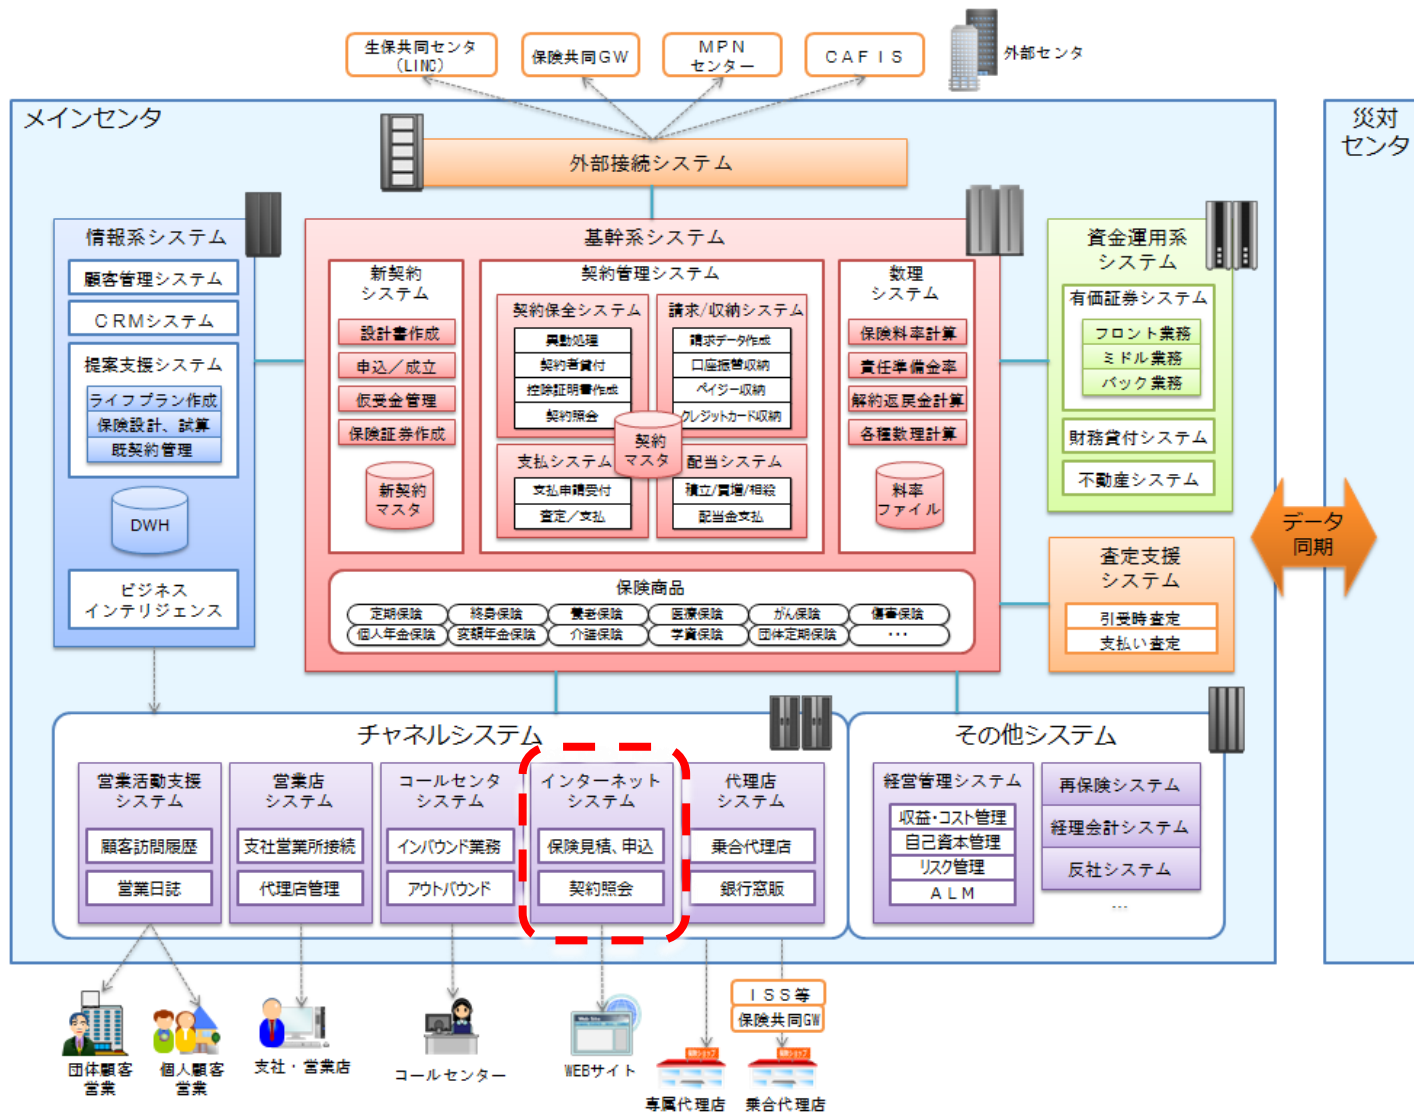 生保共同センタ
(LINC)
保険共同GW
MPN
センター
CAFIS
外部センタ
メインセンタ
災対
センタ
外部接続システム
情報系システム
顧客管理システム
CRMシステム
提案支援システム
ライフプラン作成
保険設計、試算
既契約管理
DWH
ビジネス
インテリジェンス
基幹系システム
新契約
システム
設計書作成
申込／成立
仮受金管理
保険証券作成
新契約
マスタ
契約管理システム
契約保全システム
異動処理
契約者貸付
控除証明書作成
契約照会
請求/収納システム
請求データ作成
口座振替収納
ペイジー収納
クレジットカード収納
契約
マスタ
支払システム
支払申請受付
査定／支払
配当システム
積立/買増/相殺
配当金支払
数理
システム
保険料率計算
責任準備金率
解約返戻金計算
各種数理計算
料率
ファイル
保険商品
定期保険
終身保険
養老保険
医療保険
がん保険
傷害保険
個人年金保険
変額年金保険
介護保険
学資保険
団体定期保険
・・・
資金運用系
システム
有価証券システム
フロント業務
ミドル業務
バック業務
財務貸付システム
不動産システム
データ
同期
査定支援
システム
引受時査定
支払い査定
チャネルシステム
営業活動支援
システム
顧客訪問履歴
営業日誌
営業店
システム
支社営業所接続
代理店管理
コールセンタ
システム
インバウンド業務
アウトバウンド
インターネット
システム
保険見積、申込
契約照会
代理店
システム
乗合代理店
銀行窓販
その他システム
経営管理システム
収益・コスト管理
自己資本管理
リスク管理
ALM
再保険システム
経理会計システム
反社システム
…
団体顧客
営業
個人顧客
営業
支社・営業店
コールセンター
WEBサイト
専属代理店
ISS等
保険共同GW
乗合代理店